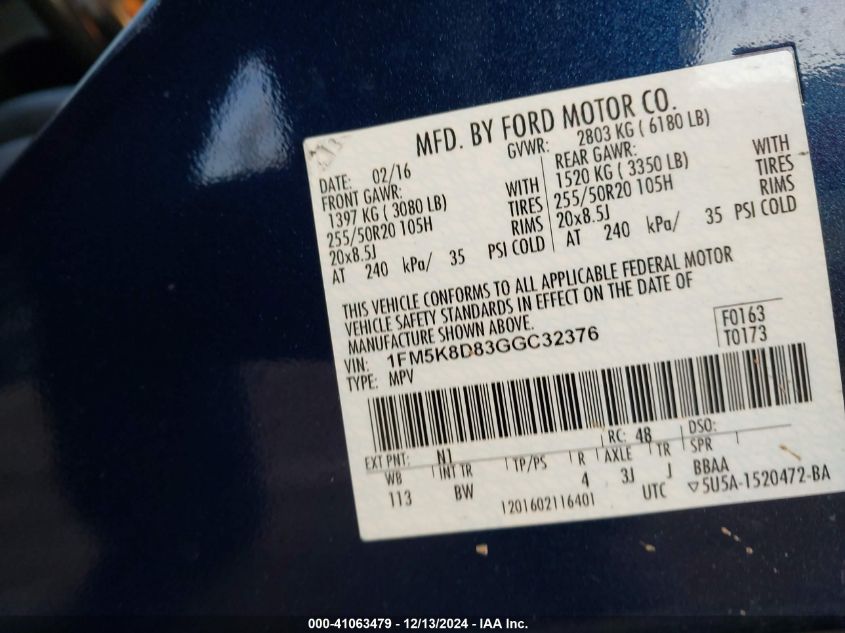 MFD. BY FORD MOTOR CO.
DATE: 02/16
GVWR: 2803 KG ( 6180 LB)
FRONT GAWR:
1397 KG ( 3080 LB) WITH
255/50R20 105H TIRES
20x8.5J RIMS
AT 240 kPa/ 35 PSI COLD
REAR GAWR:
1520 KG ( 3350 LB) WITH
255/50R20 105H TIRES
20x8.5J RIMS
AT 240 kPa/ 35 PSI COLD
THIS VEHICLE CONFORMS TO ALL APPLICABLE FEDERAL MOTOR
VEHICLE SAFETY STANDARDS IN EFFECT ON THE DATE OF
MANUFACTURE SHOWN ABOVE.
VIN: 1FM5K8D83GGC32376
TYPE: MPV
F0163
T0173
EXT PNT: N1 RC: 48 DSO:
WB INT TR TP/PS R AXLE TR SPR
113 BW 4 3J J BBAA
1201602116401 UTC ▽5U5A-1520472-BA
000-41063479 - 12/13/2024 - IAA Inc.